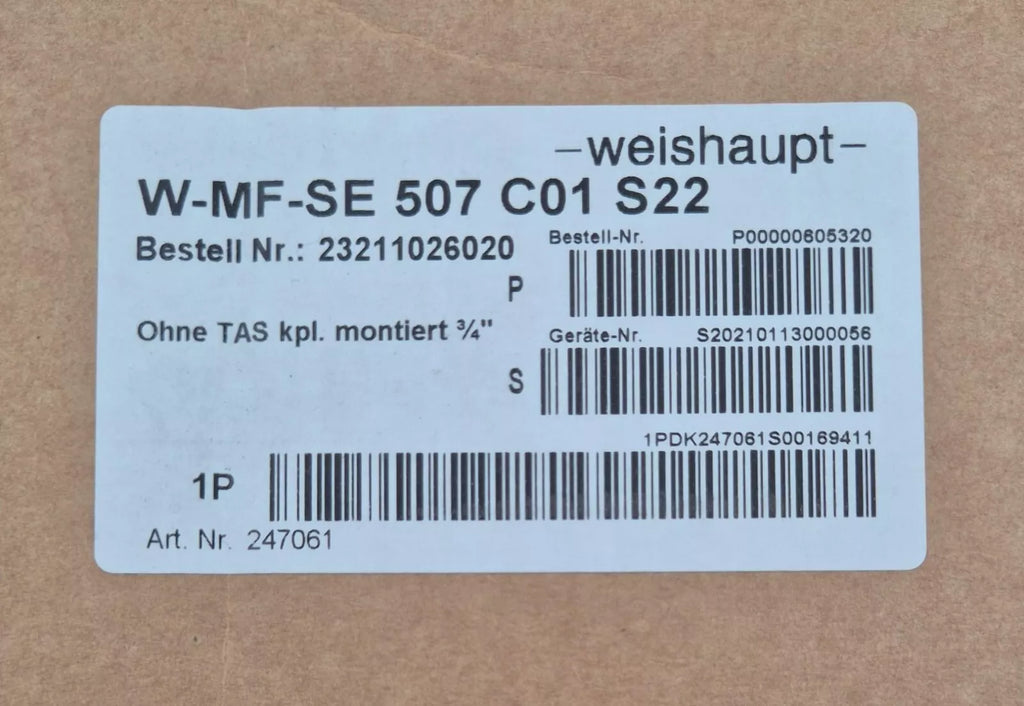 –weishaupt–
W-MF-SE 507 C01 S22
Bestell Nr.: 23211026020
Bestell-Nr. P00000605320
P
Ohne TAS kpl. montiert ¾"
Geräte-Nr. S20210113000056
S
1PDK247061S00169411
1P
Art. Nr. 247061